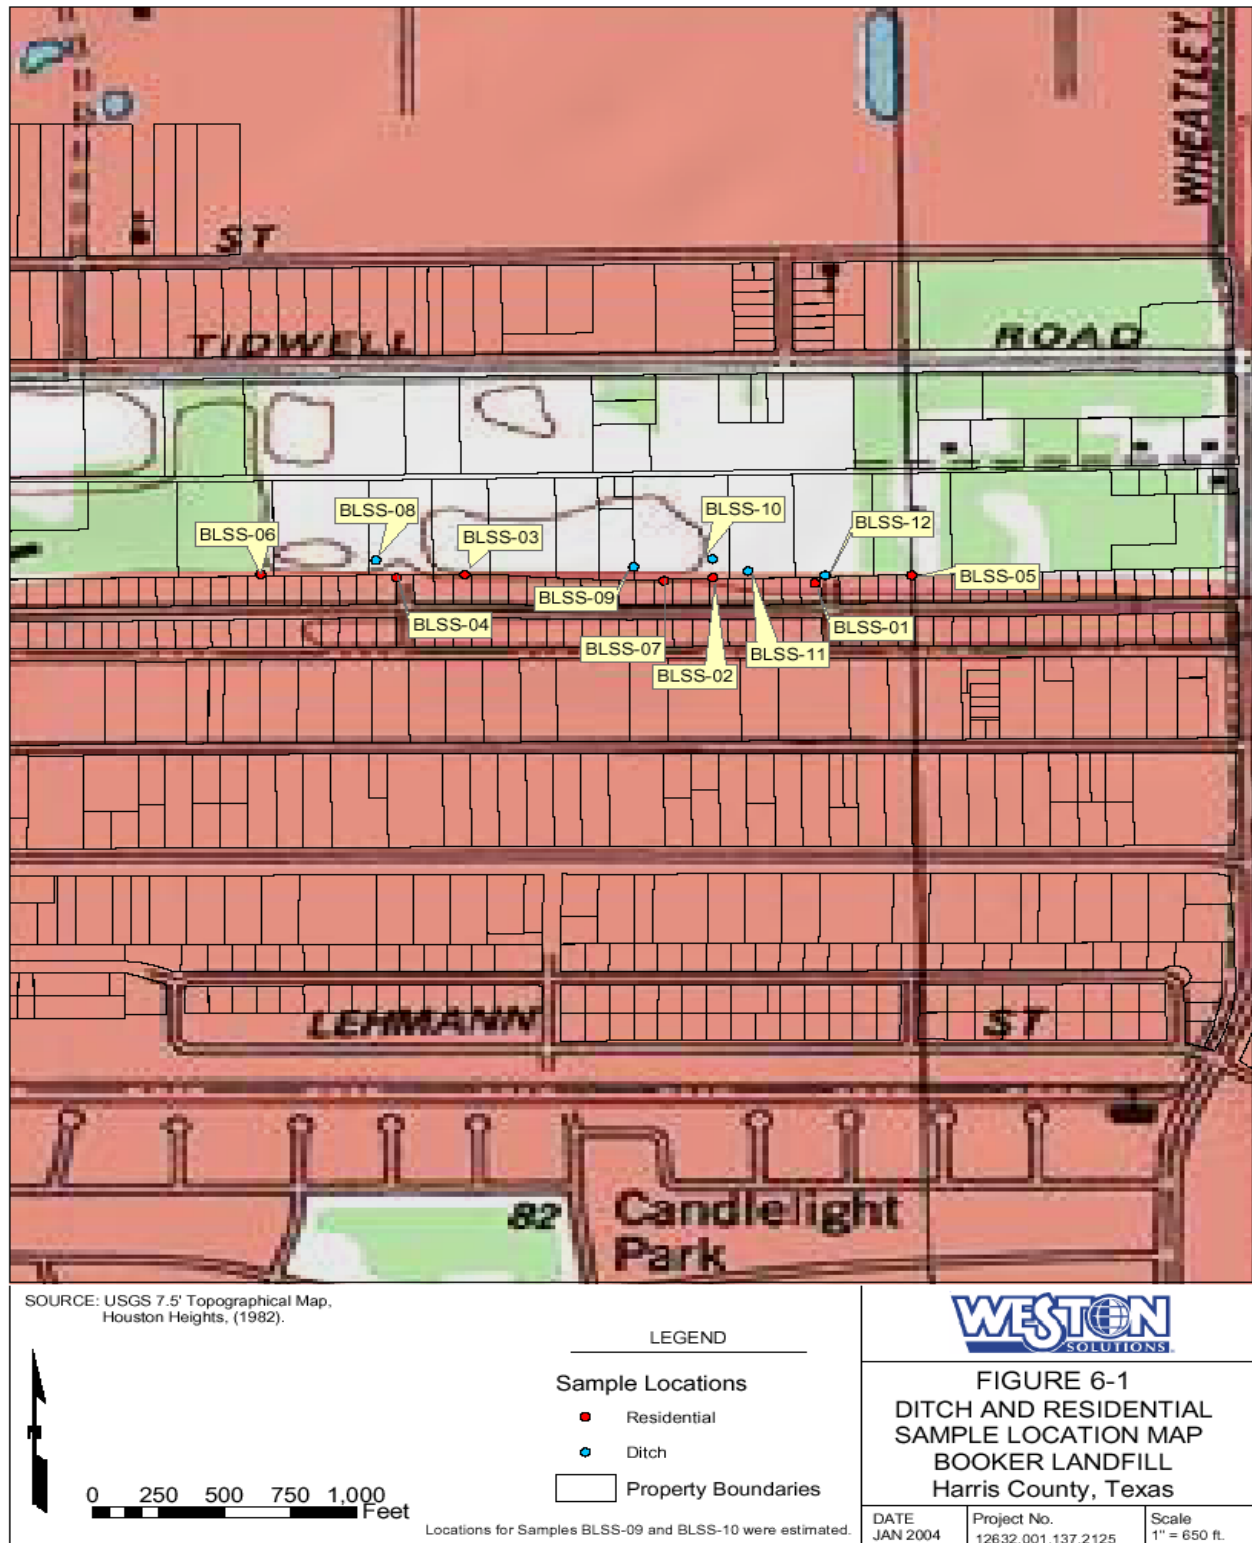 WHEATLEY
ST
TIDWELL
ROAD
BLSS-06
BLSS-08
BLSS-03
BLSS-10
BLSS-12
BLSS-09
BLSS-05
BLSS-04
BLSS-07
BLSS-02
BLSS-11
BLSS-01
LEHMANN
ST
82
Candlelight
Park
SOURCE: USGS 7.5' Topographical Map,
Houston Heights, (1982).
N
0 250 500 750 1,000
Feet
LEGEND
Sample Locations
Residential
Ditch
Property Boundaries
Locations for Samples BLSS-09 and BLSS-10 were estimated.
WESTON
SOLUTIONS
FIGURE 6-1
DITCH AND RESIDENTIAL
SAMPLE LOCATION MAP
BOOKER LANDFILL
Harris County, Texas
DATE
JAN 2004
Project No.
12632.001.137.2125
Scale
1" = 650 ft.